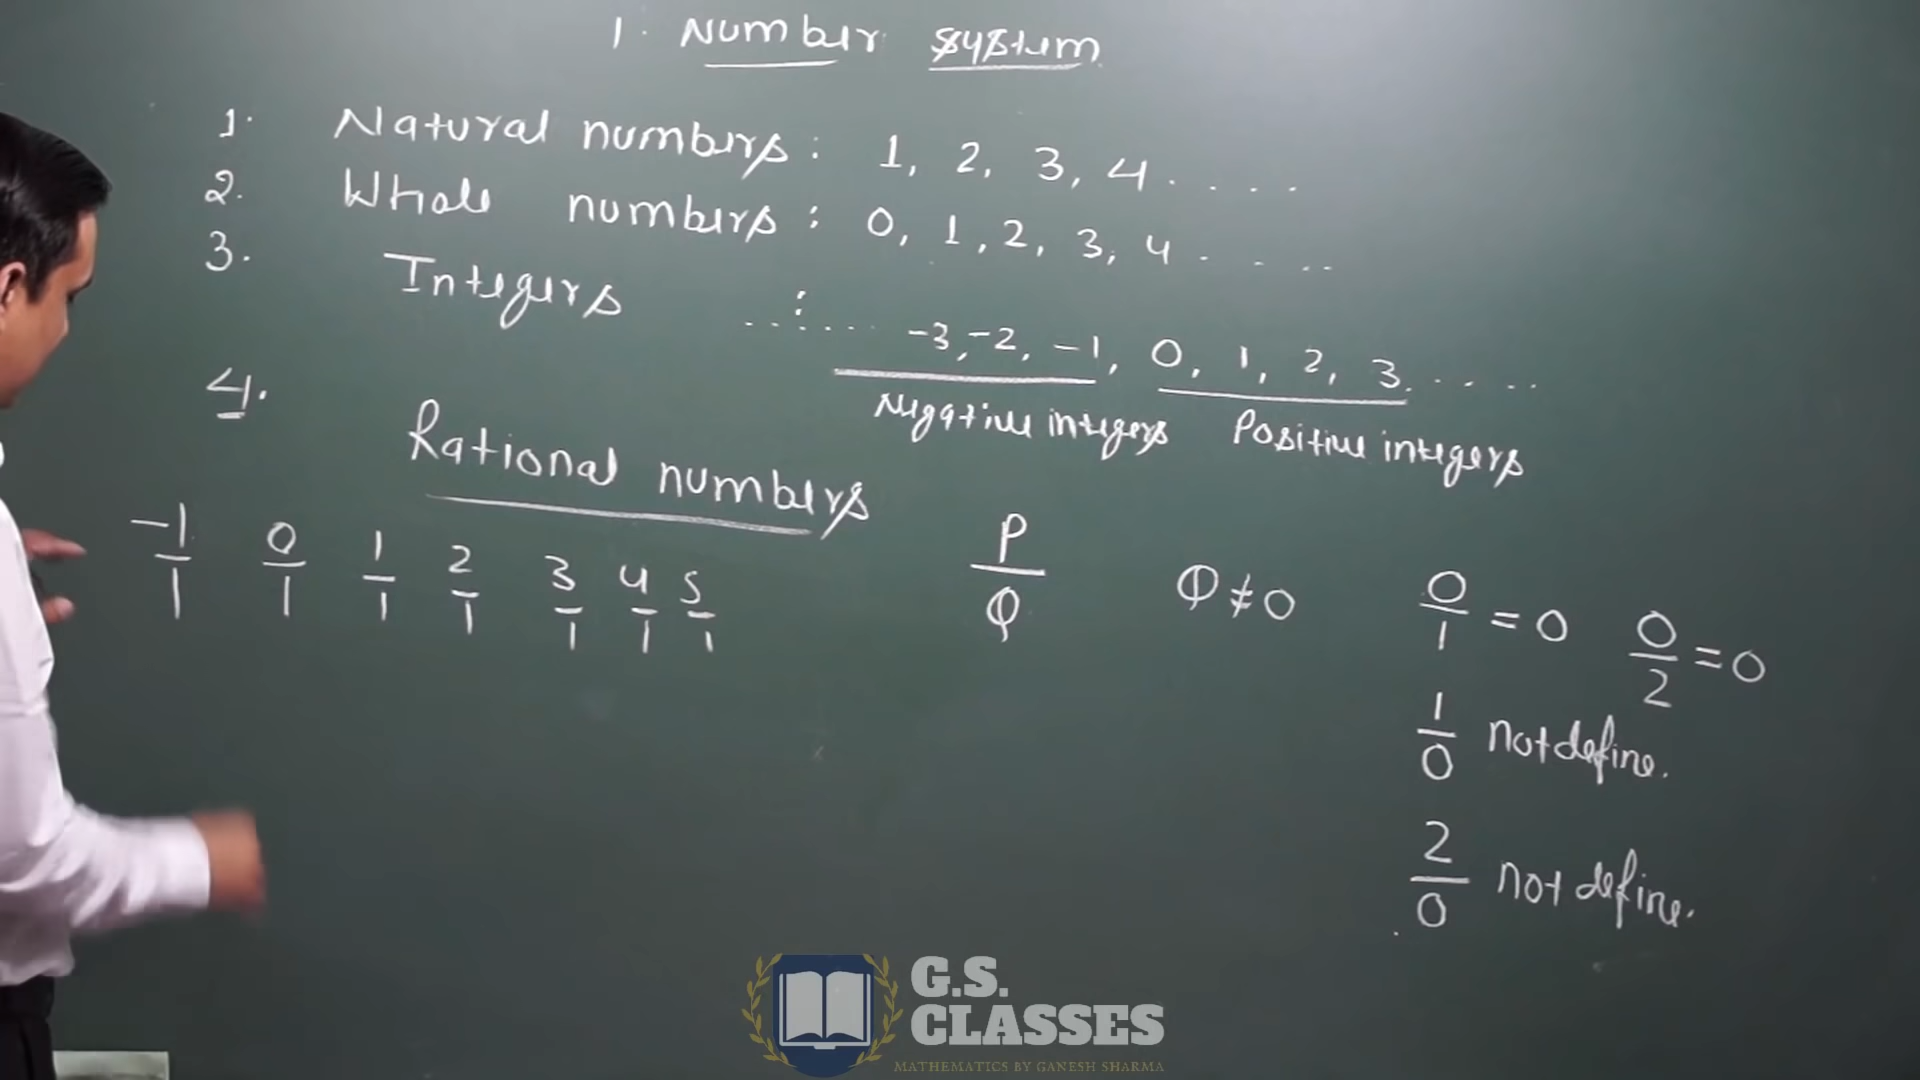 1. Number system
1. Natural numbers : 1, 2, 3, 4 . . . .
2. Whole numbers : 0, 1, 2, 3, 4 . . . .
3. Integers : . . . . . -3, -2, -1, 0, 1, 2, 3 . . . .
Negative integers Positive integers
4. Rational numbers
-1/1 0/1 1/1 2/1 3/1 4/1 5/1
P/Q Q ≠ 0
0/1 = 0 0/2 = 0
1/0 not define.
2/0 not define.
G.S.
CLASSES
MATHEMATICS BY GANESH SHARMA